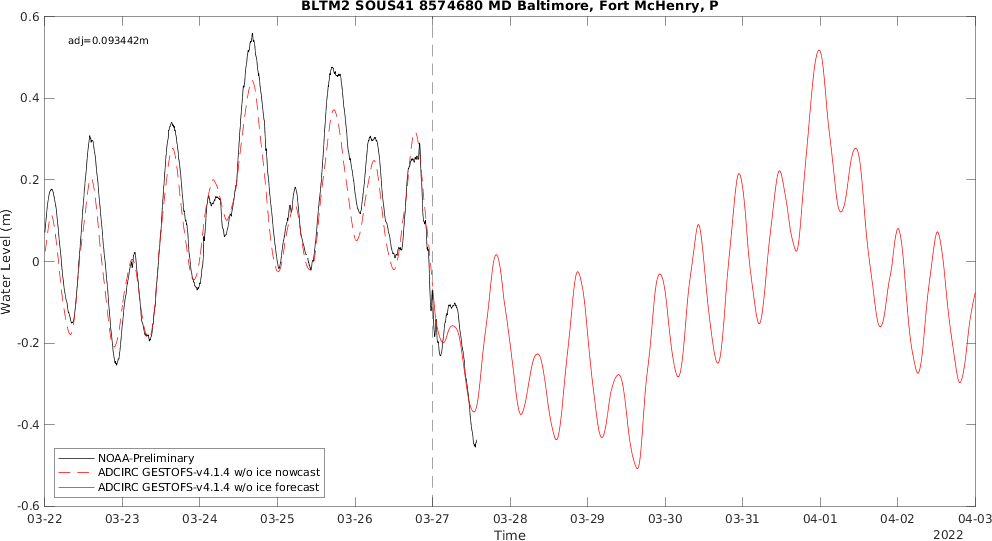 BLTM2 SOUS41 8574680 MD Baltimore, Fort McHenry, P
adj=0.093442m
0.6
0.4
0.2
0
-0.2
-0.4
-0.6
Water Level (m)
NOAA-Preliminary
ADCIRC GESTOFS-v4.1.4 w/o ice nowcast
ADCIRC GESTOFS-v4.1.4 w/o ice forecast
03-22 03-23 03-24 03-25 03-26 03-27 03-28 03-29 03-30 03-31 04-01 04-02 04-03
Time
2022